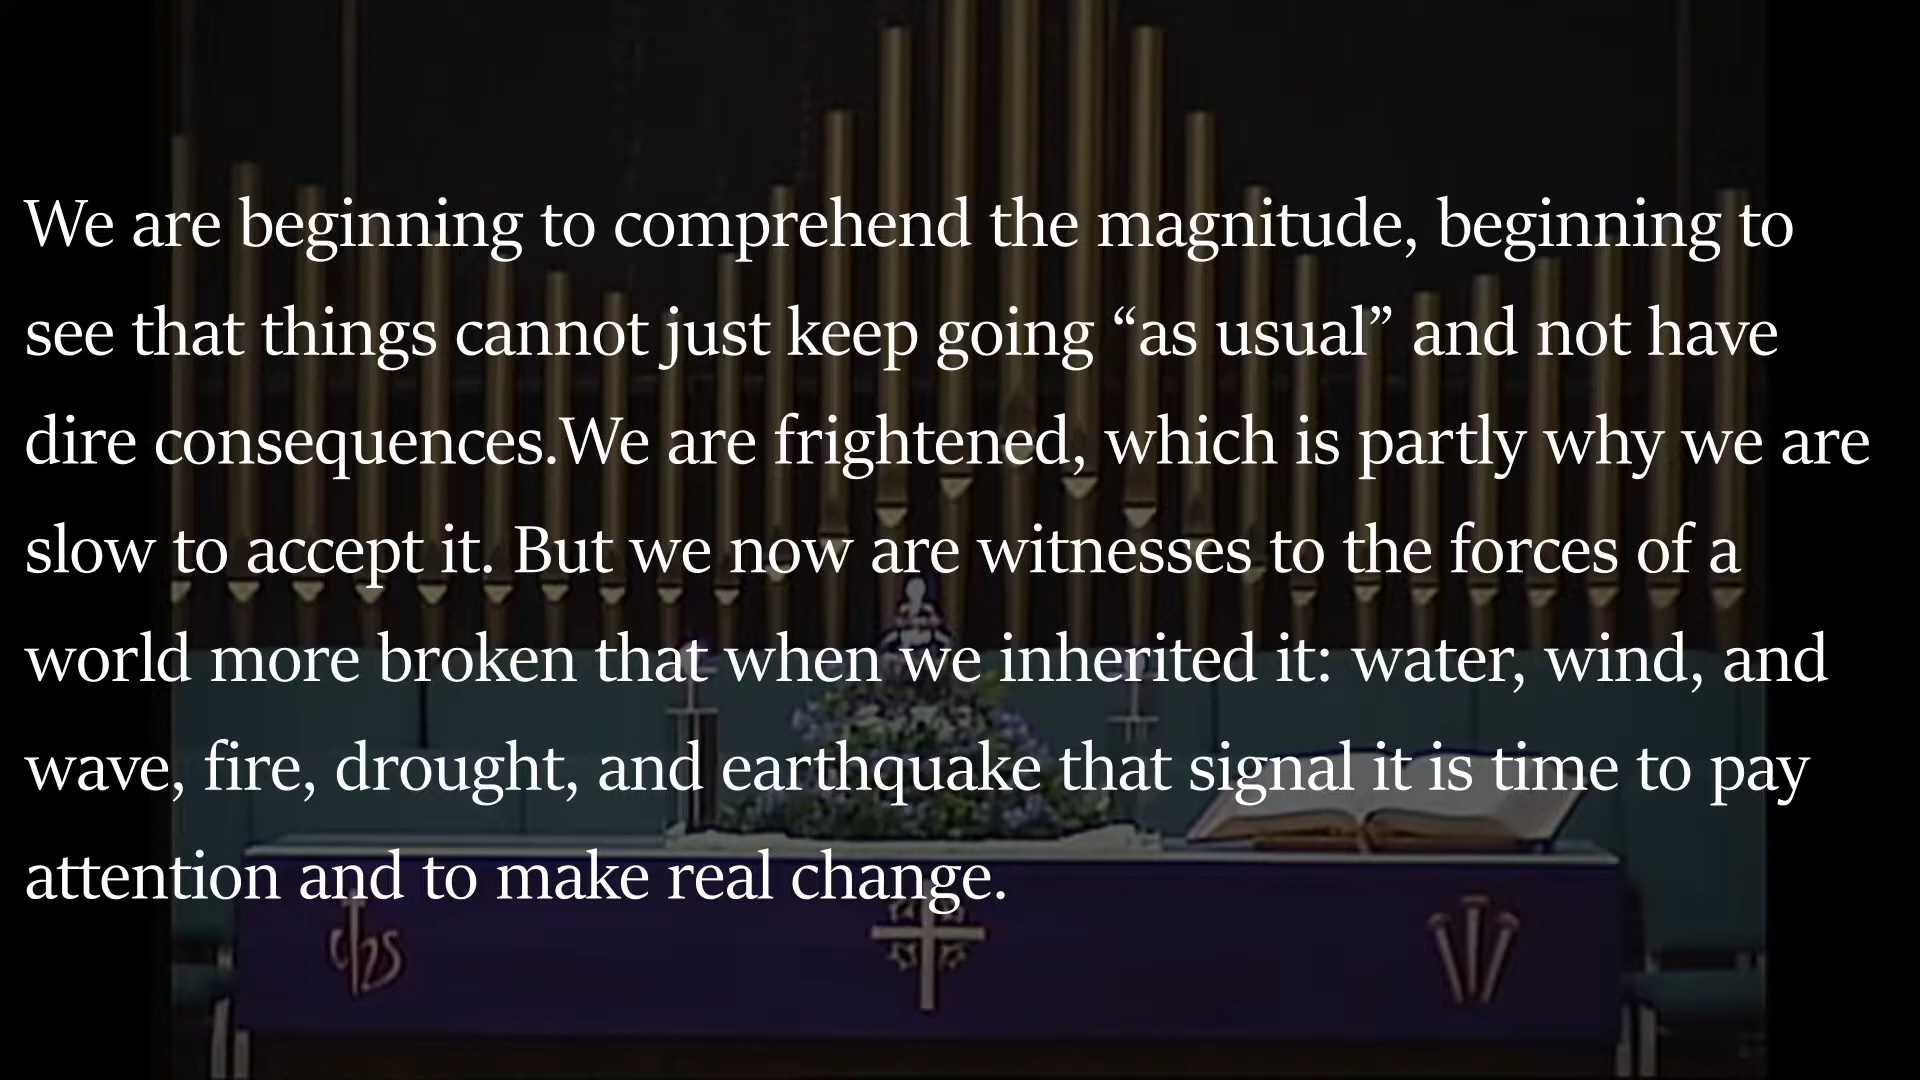 We are beginning to comprehend the magnitude, beginning to
see that things cannot just keep going “as usual” and not have
dire consequences.We are frightened, which is partly why we are
slow to accept it. But we now are witnesses to the forces of a
world more broken that when we inherited it: water, wind, and
wave, fire, drought, and earthquake that signal it is time to pay
attention and to make real change.
ihs